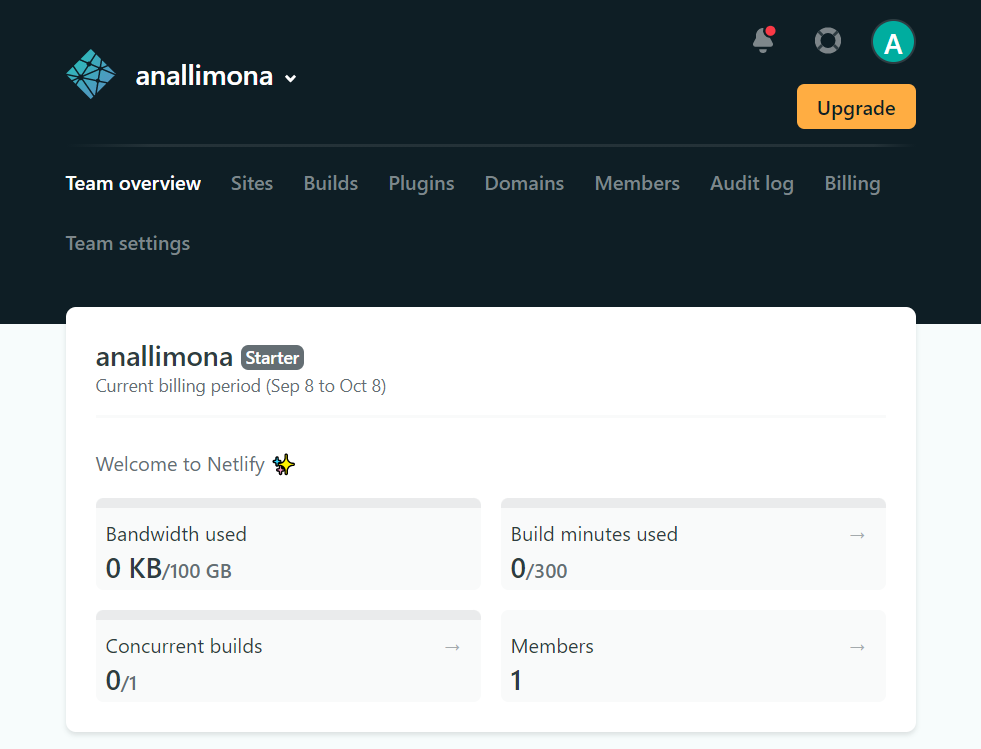 anallimona
A
Upgrade
Team overview Sites Builds Plugins Domains Members Audit log Billing
Team settings
anallimona Starter
Current billing period (Sep 8 to Oct 8)
Welcome to Netlify ✨
Bandwidth used
0 KB/100 GB
Build minutes used →
0/300
Concurrent builds →
0/1
Members →
1